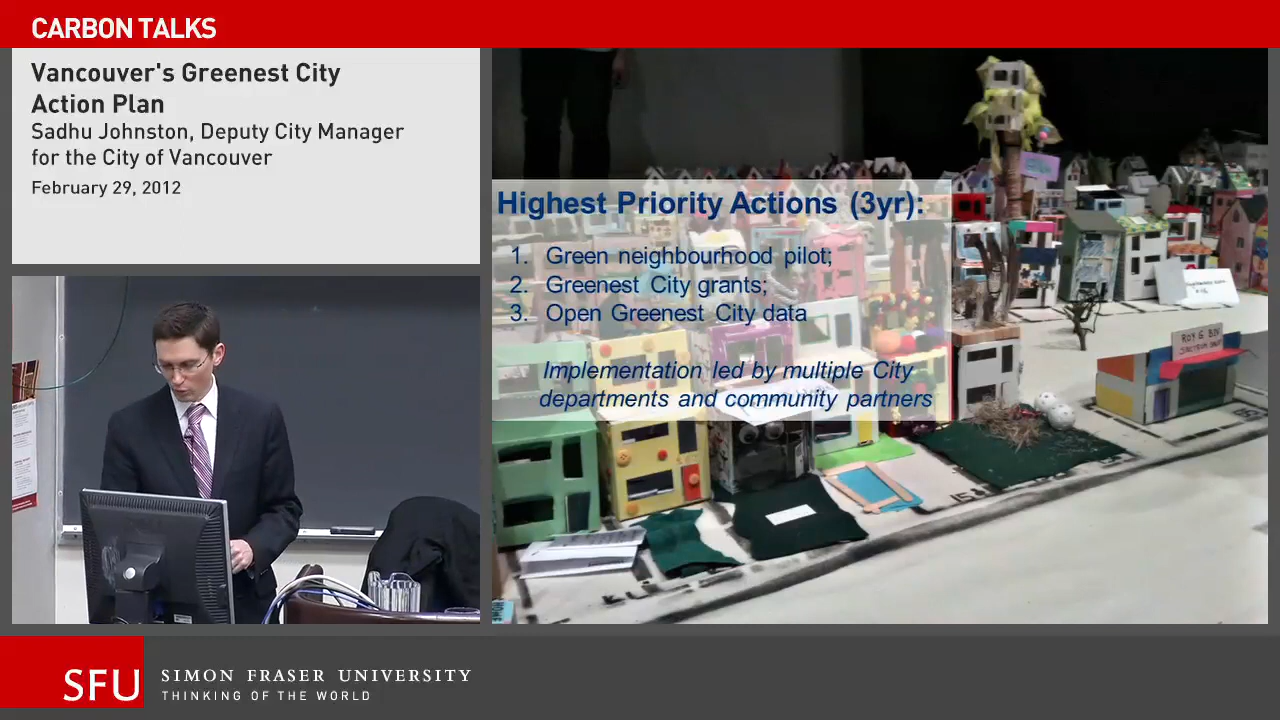 CARBON TALKS
Vancouver's Greenest City
Action Plan
Sadhu Johnston, Deputy City Manager
for the City of Vancouver
February 29, 2012
Highest Priority Actions (3yr):
1. Green neighbourhood pilot;
2. Greenest City grants;
3. Open Greenest City data
Implementation led by multiple City
departments and community partners
ROY G BIV
SFU
SIMON FRASER UNIVERSITY
THINKING OF THE WORLD